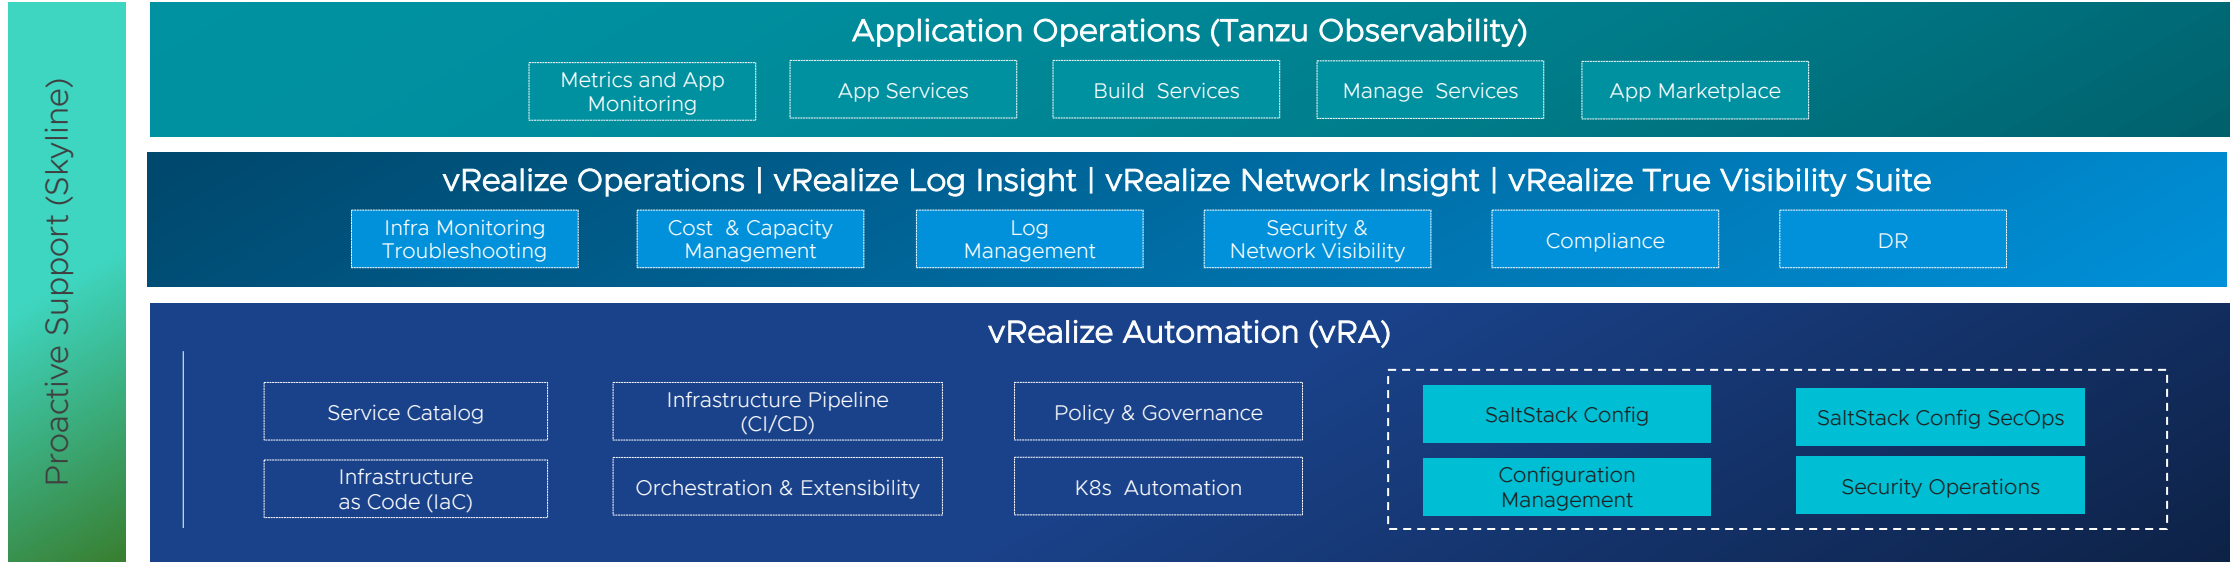 Proactive Support (Skyline)
Application Operations (Tanzu Observability)
Metrics and App
Monitoring
App Services
Build  Services
Manage  Services
App Marketplace
vRealize Operations | vRealize Log Insight | vRealize Network Insight | vRealize True Visibility Suite
Infra Monitoring
Troubleshooting
Cost  & Capacity
Management
Log
Management
Security &
Network Visibility
Compliance
DR
vRealize Automation (vRA)
Service Catalog
Infrastructure Pipeline
(CI/CD)
Policy & Governance
SaltStack Config
SaltStack Config SecOps
Infrastructure
as Code (IaC)
Orchestration & Extensibility
K8s  Automation
Configuration
Management
Security Operations